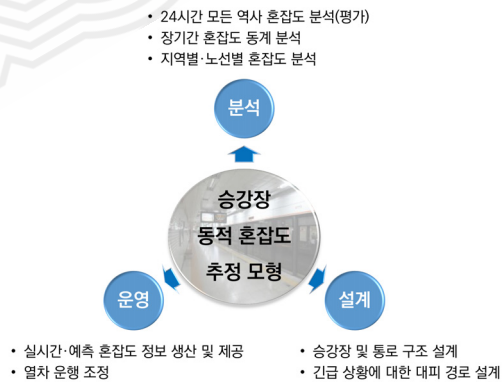 • 24시간 모든 역사 혼잡도 분석(평가)
• 장기간 혼잡도 동계 분석
• 지역별·노선별 혼잡도 분석
분석
승강장
동적 혼잡도
추정 모형
운영
설계
• 실시간·예측 혼잡도 정보 생산 및 제공
• 열차 운행 조정
• 승강장 및 통로 구조 설계
• 긴급 상황에 대한 대피 경로 설계